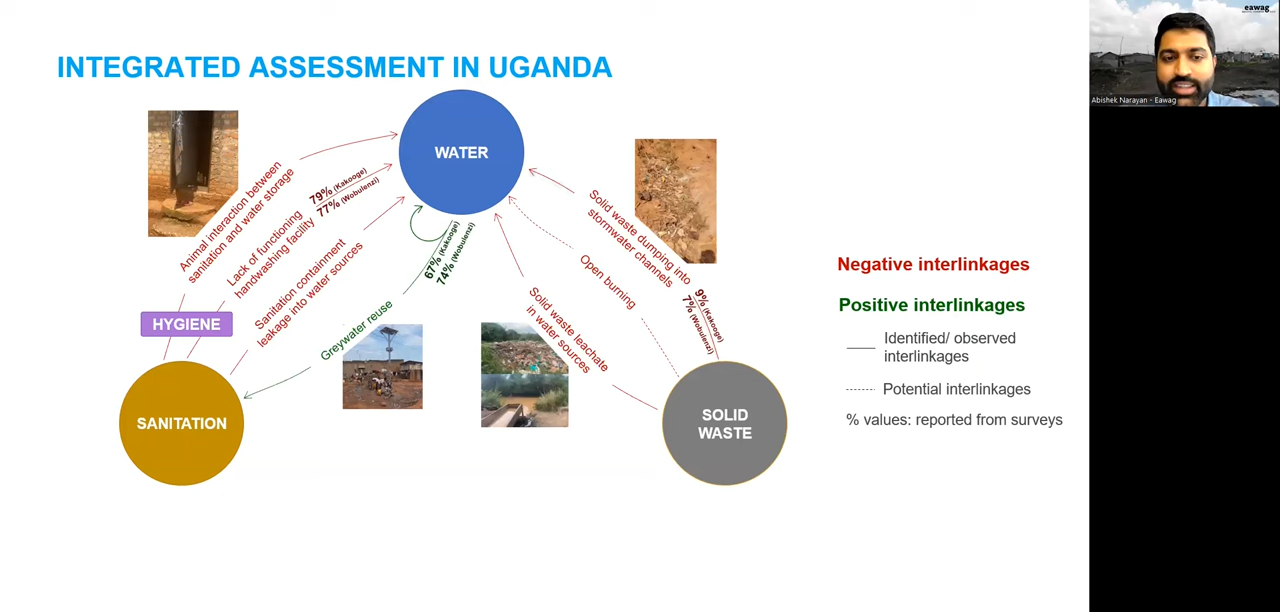 INTEGRATED ASSESSMENT IN UGANDA
eawag
Abishek Narayan - Eawag
WATER
Animal interaction between
sanitation and water storage
Lack of functioning
handwashing facility
79% (Kakooge)
77% (Wobulenzi)
Sanitation containment
leakage into water sources
67% (Kakooge)
74% (Wobulenzi)
Greywater reuse
Solid waste dumping into
stormwater channels
9% (Kakooge)
7% (Wobulenzi)
Open burning
Solid waste leachate
in water sources
HYGIENE
SANITATION
SOLID
WASTE
Negative interlinkages
Positive interlinkages
Identified/ observed
interlinkages
Potential interlinkages
% values: reported from surveys